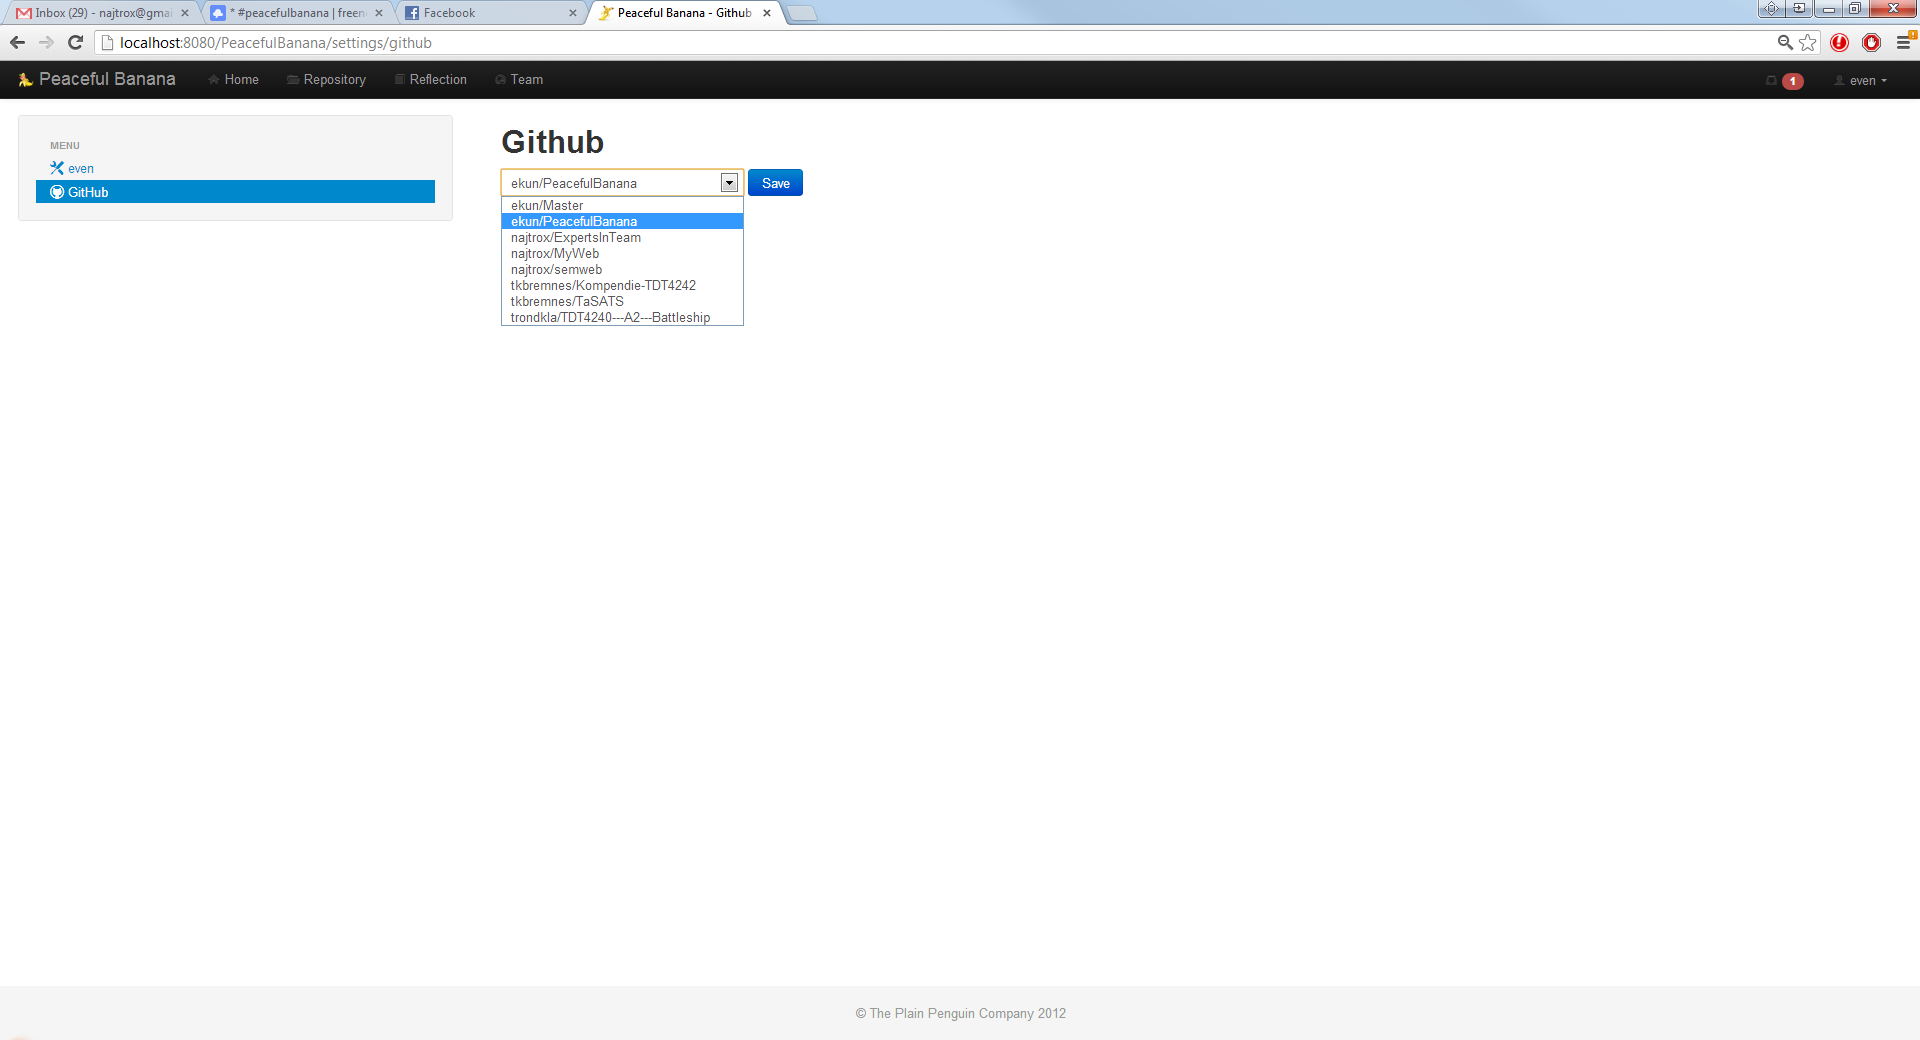 Inbox (29) - najtrox@gmai
* #peacefulbanana | freen
Facebook
Peaceful Banana - Github
localhost:8080/PeacefulBanana/settings/github
Peaceful Banana
Home
Repository
Reflection
Team
1
even
MENU
even
GitHub
Github
ekun/PeacefulBanana
Save
ekun/Master
ekun/PeacefulBanana
najtrox/ExpertsInTeam
najtrox/MyWeb
najtrox/semweb
tkbremnes/Kompendie-TDT4242
tkbremnes/TaSATS
trondkla/TDT4240---A2---Battleship
© The Plain Penguin Company 2012